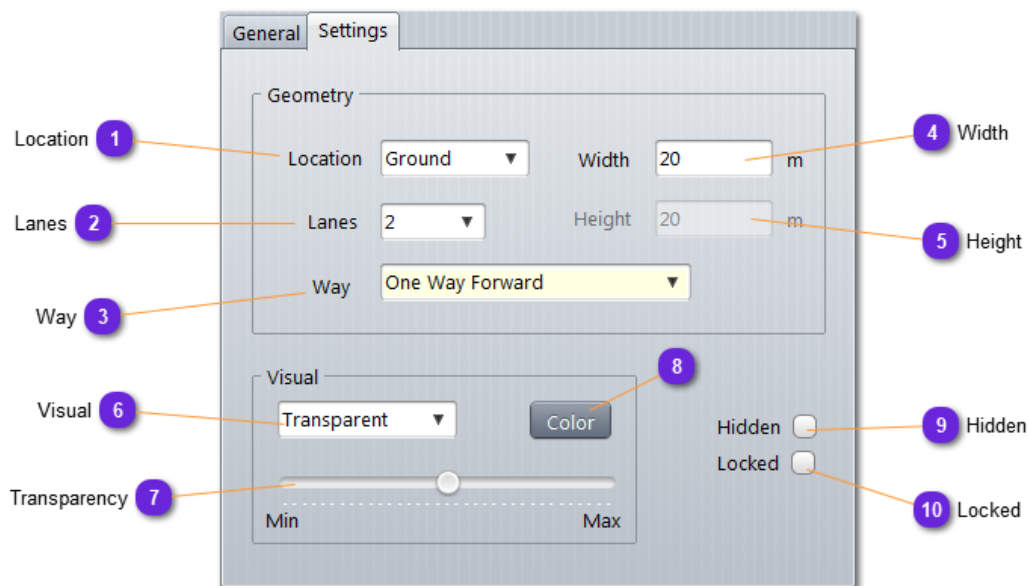 General Settings
Geometry
Location 1 Location Ground ▼ Width 20 m 4 Width
Lanes 2 Lanes 2 ▼ Height 20 m 5 Height
Way 3 Way One Way Forward ▼
Visual 8
Visual 6 Transparent ▼ Color Hidden 9 Hidden
Locked
Transparency 7 10 Locked
Min Max